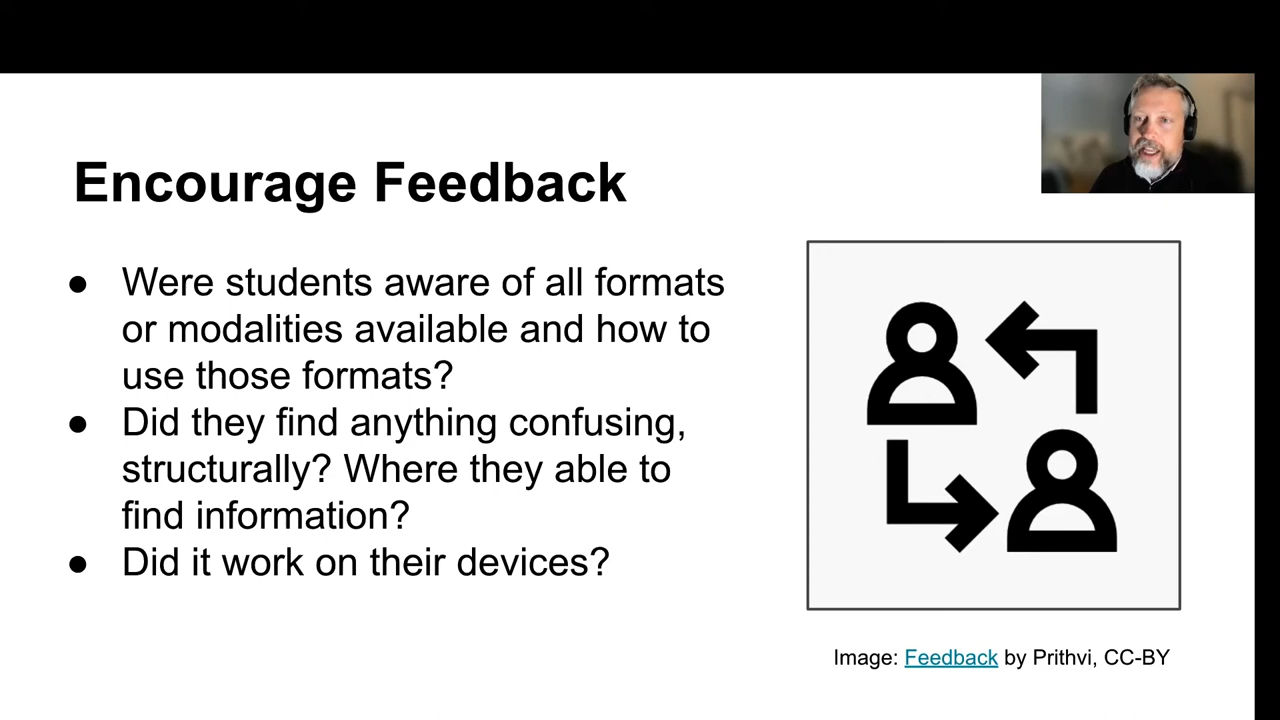 Encourage Feedback
● Were students aware of all formats
or modalities available and how to
use those formats?
● Did they find anything confusing,
structurally? Where they able to
find information?
● Did it work on their devices?
Image: Feedback by Prithvi, CC-BY